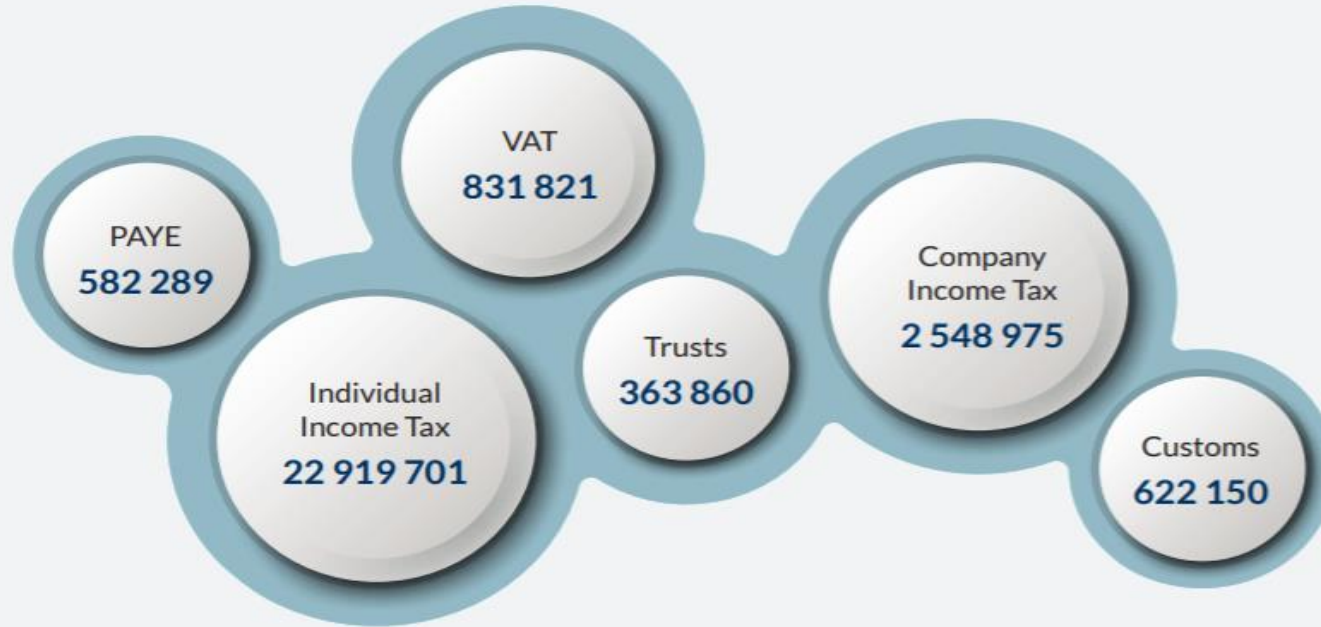 VAT
831 821
PAYE
582 289
Company
Income Tax
2 548 975
Trusts
363 860
Individual
Income Tax
22 919 701
Customs
622 150